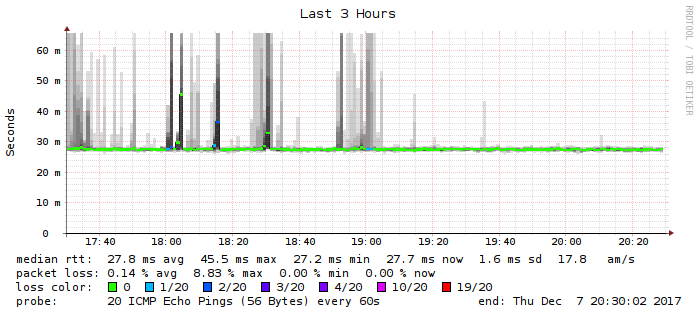 Last 3 Hours
RRDTOOL / TOBI OETIKER
Seconds
60 m
50 m
40 m
30 m
20 m
10 m
0
17:40 18:00 18:20 18:40 19:00 19:20 19:40 20:00 20:20
median rtt: 27.8 ms avg 45.5 ms max 27.2 ms min 27.7 ms now 1.6 ms sd 17.8 am/s
packet loss: 0.14 % avg 8.83 % max 0.00 % min 0.00 % now
loss color: 0 1/20 2/20 3/20 4/20 10/20 19/20
probe: 20 ICMP Echo Pings (56 Bytes) every 60s end: Thu Dec 7 20:30:02 2017